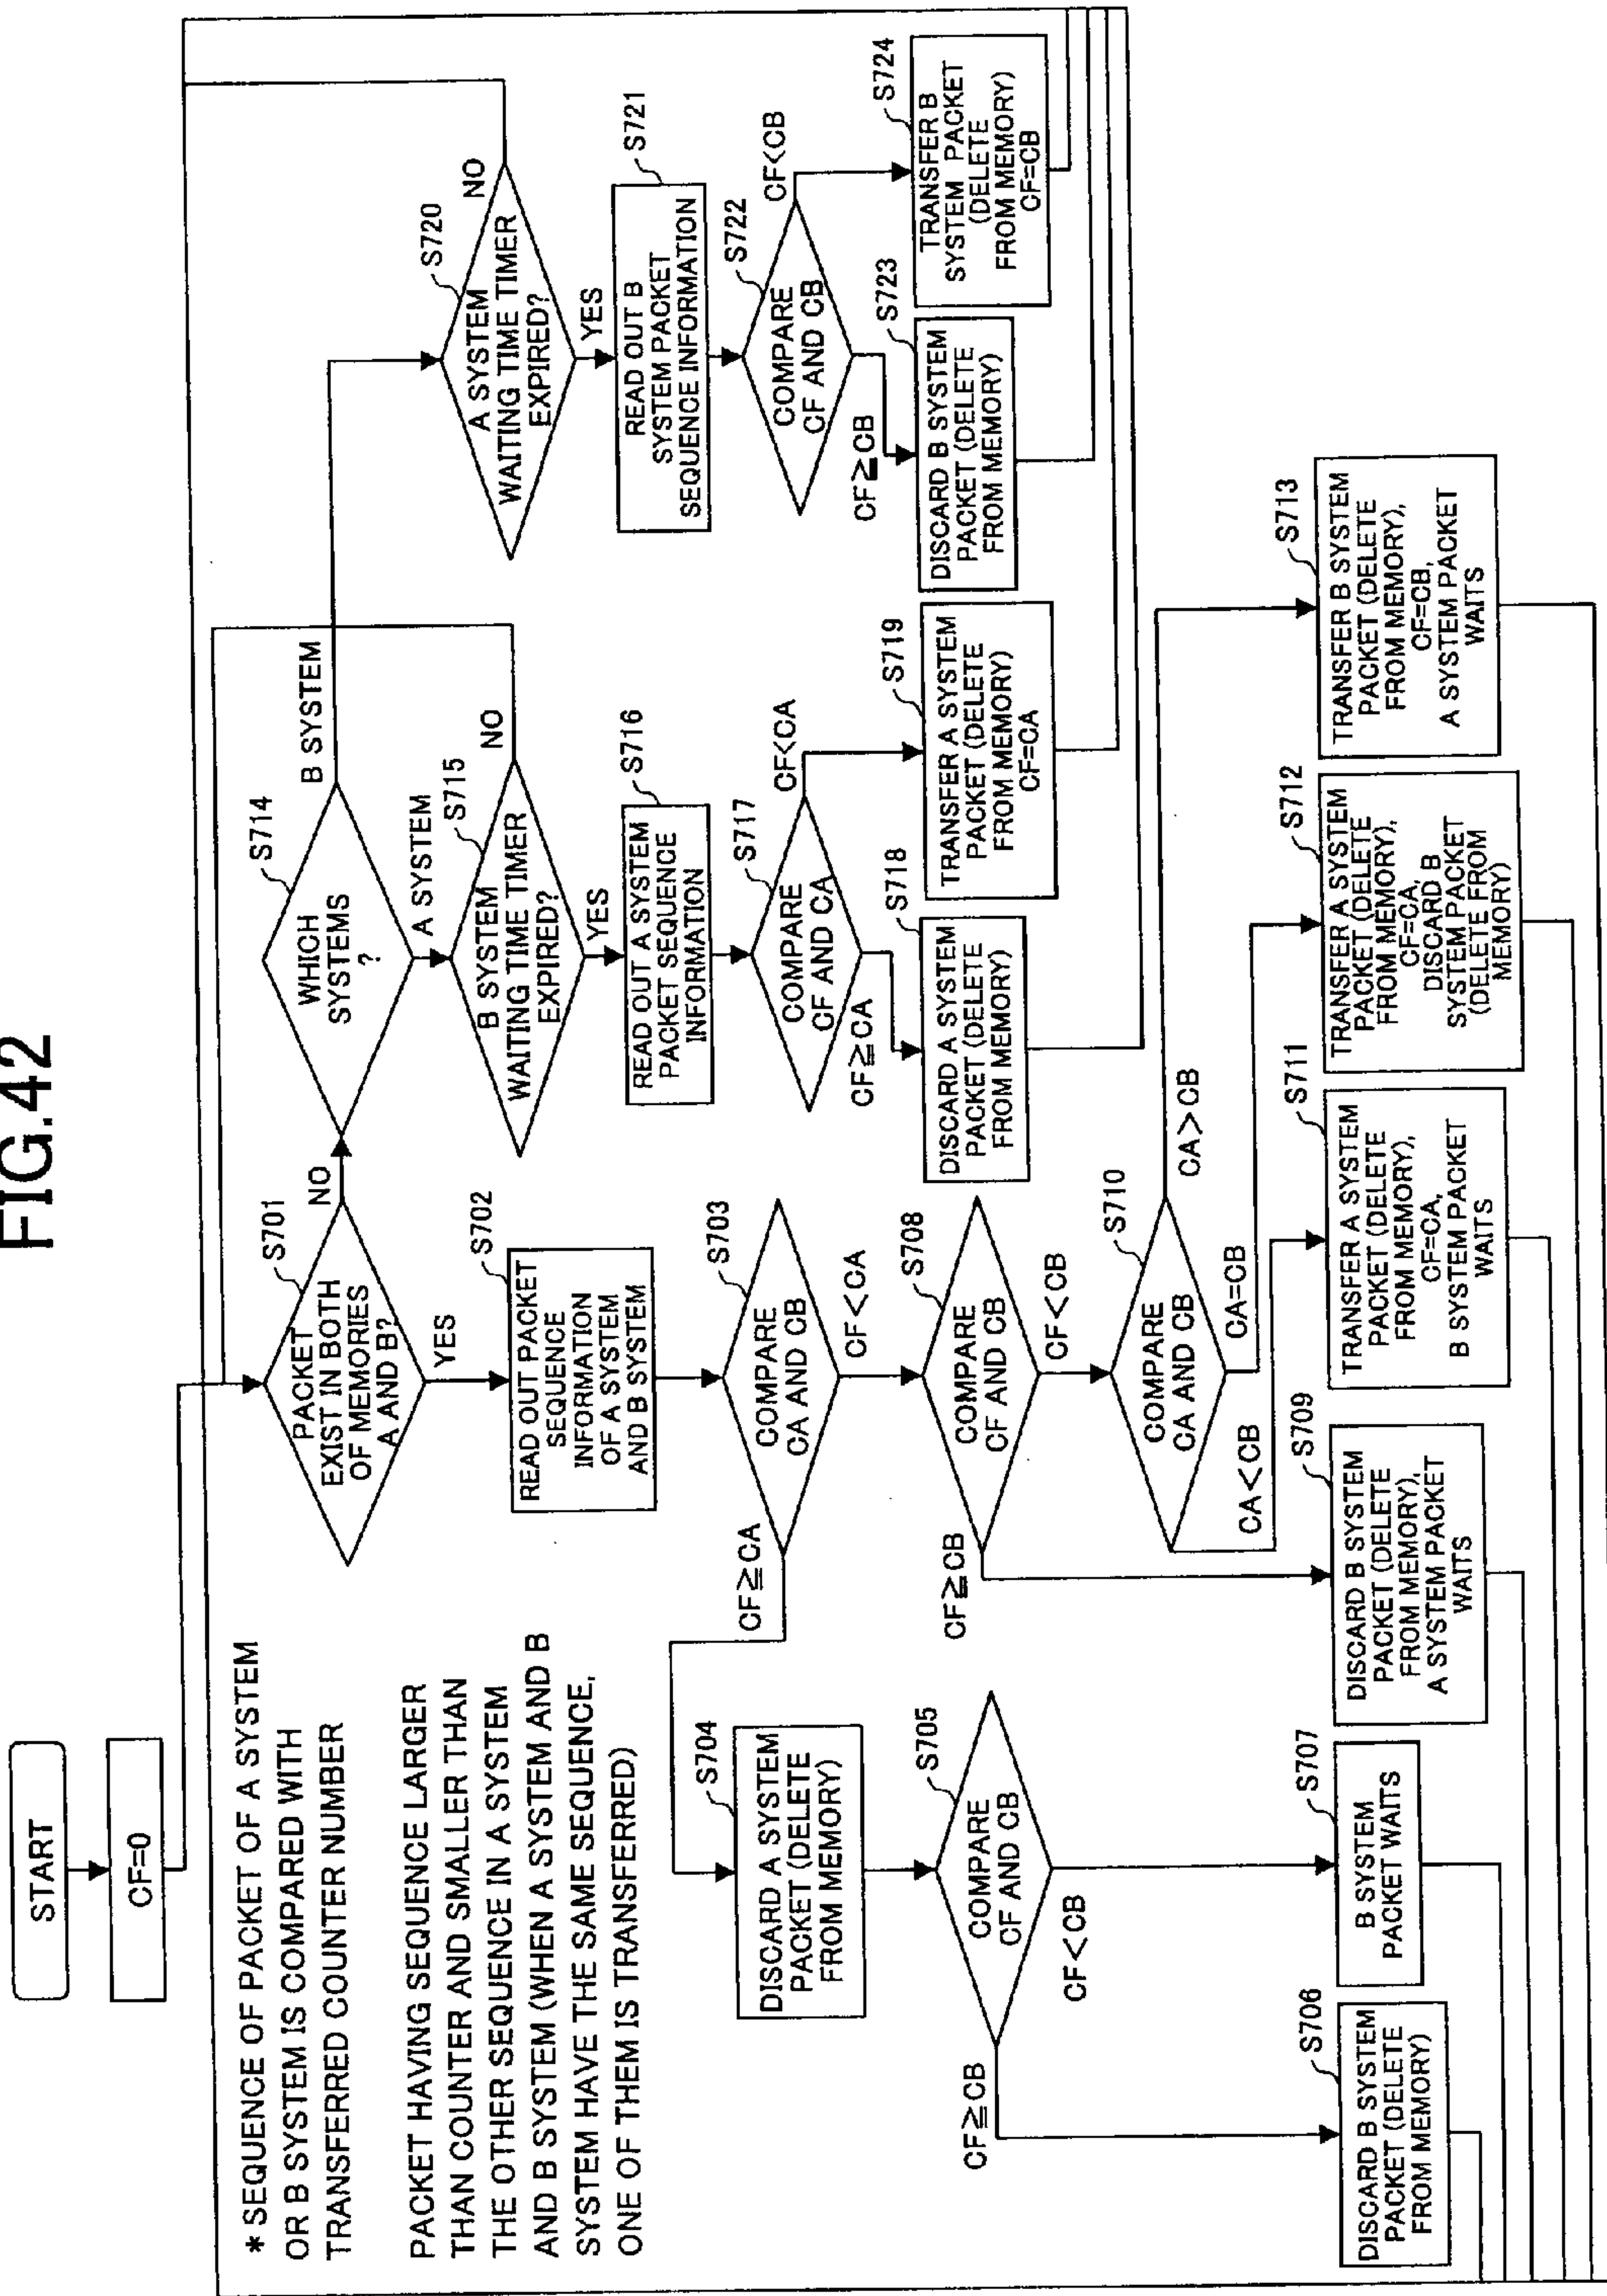 FIG.42
START
CF=0
* SEQUENCE OF PACKET OF A SYSTEM
OR B SYSTEM IS COMPARED WITH
TRANSFERRED COUNTER NUMBER
PACKET HAVING SEQUENCE LARGER
THAN COUNTER AND SMALLER THAN
THE OTHER SEQUENCE IN A SYSTEM
AND B SYSTEM (WHEN A SYSTEM AND B
SYSTEM HAVE THE SAME SEQUENCE,
ONE OF THEM IS TRANSFERRED)
S701
PACKET
EXIST IN BOTH
OF MEMORIES
A AND B?
NO
YES
S702
READ OUT PACKET
SEQUENCE
INFORMATION
OF A SYSTEM
AND B SYSTEM
S703
COMPARE
CA AND CB
CF≧CA
CF<CA
S704
DISCARD A SYSTEM
PACKET (DELETE
FROM MEMORY)
S705
COMPARE
CF AND CB
CF≧CB
CF<CB
S706
DISCARD B SYSTEM
PACKET (DELETE
FROM MEMORY)
S707
B SYSTEM
PACKET WAITS
S708
COMPARE
CF AND CB
CF≧CB
CF<CB
S709
DISCARD B SYSTEM
PACKET (DELETE
FROM MEMORY),
A SYSTEM PACKET
WAITS
S710
COMPARE
CA AND CB
CA<CB
CA=CB
CA>CB
S711
TRANSFER A SYSTEM
PACKET (DELETE
FROM MEMORY),
CF=CA,
B SYSTEM PACKET
WAITS
S712
TRANSFER A SYSTEM
PACKET (DELETE
FROM MEMORY),
CF=CA,
DISCARD B
SYSTEM PACKET
(DELETE FROM
MEMORY)
S713
TRANSFER B SYSTEM
PACKET (DELETE
FROM MEMORY),
CF=CB,
A SYSTEM PACKET
WAITS
S714
WHICH
SYSTEMS
?
A SYSTEM
B SYSTEM
S715
B SYSTEM
WAITING TIME TIMER
EXPIRED?
NO
YES
S716
READ OUT A SYSTEM
PACKET SEQUENCE
INFORMATION
S717
COMPARE
CF AND CA
CF≧CA
CF<CA
S718
DISCARD A SYSTEM
PACKET (DELETE
FROM MEMORY)
S719
TRANSFER A SYSTEM
PACKET (DELETE
FROM MEMORY)
CF=CA
S720
A SYSTEM
WAITING TIME TIMER
EXPIRED?
NO
YES
S721
READ OUT B
SYSTEM PACKET
SEQUENCE INFORMATION
S722
COMPARE
CF AND CB
CF≧CB
CF<CB
S723
DISCARD B SYSTEM
PACKET (DELETE
FROM MEMORY)
S724
TRANSFER B
SYSTEM PACKET
(DELETE
FROM MEMORY)
CF=CB